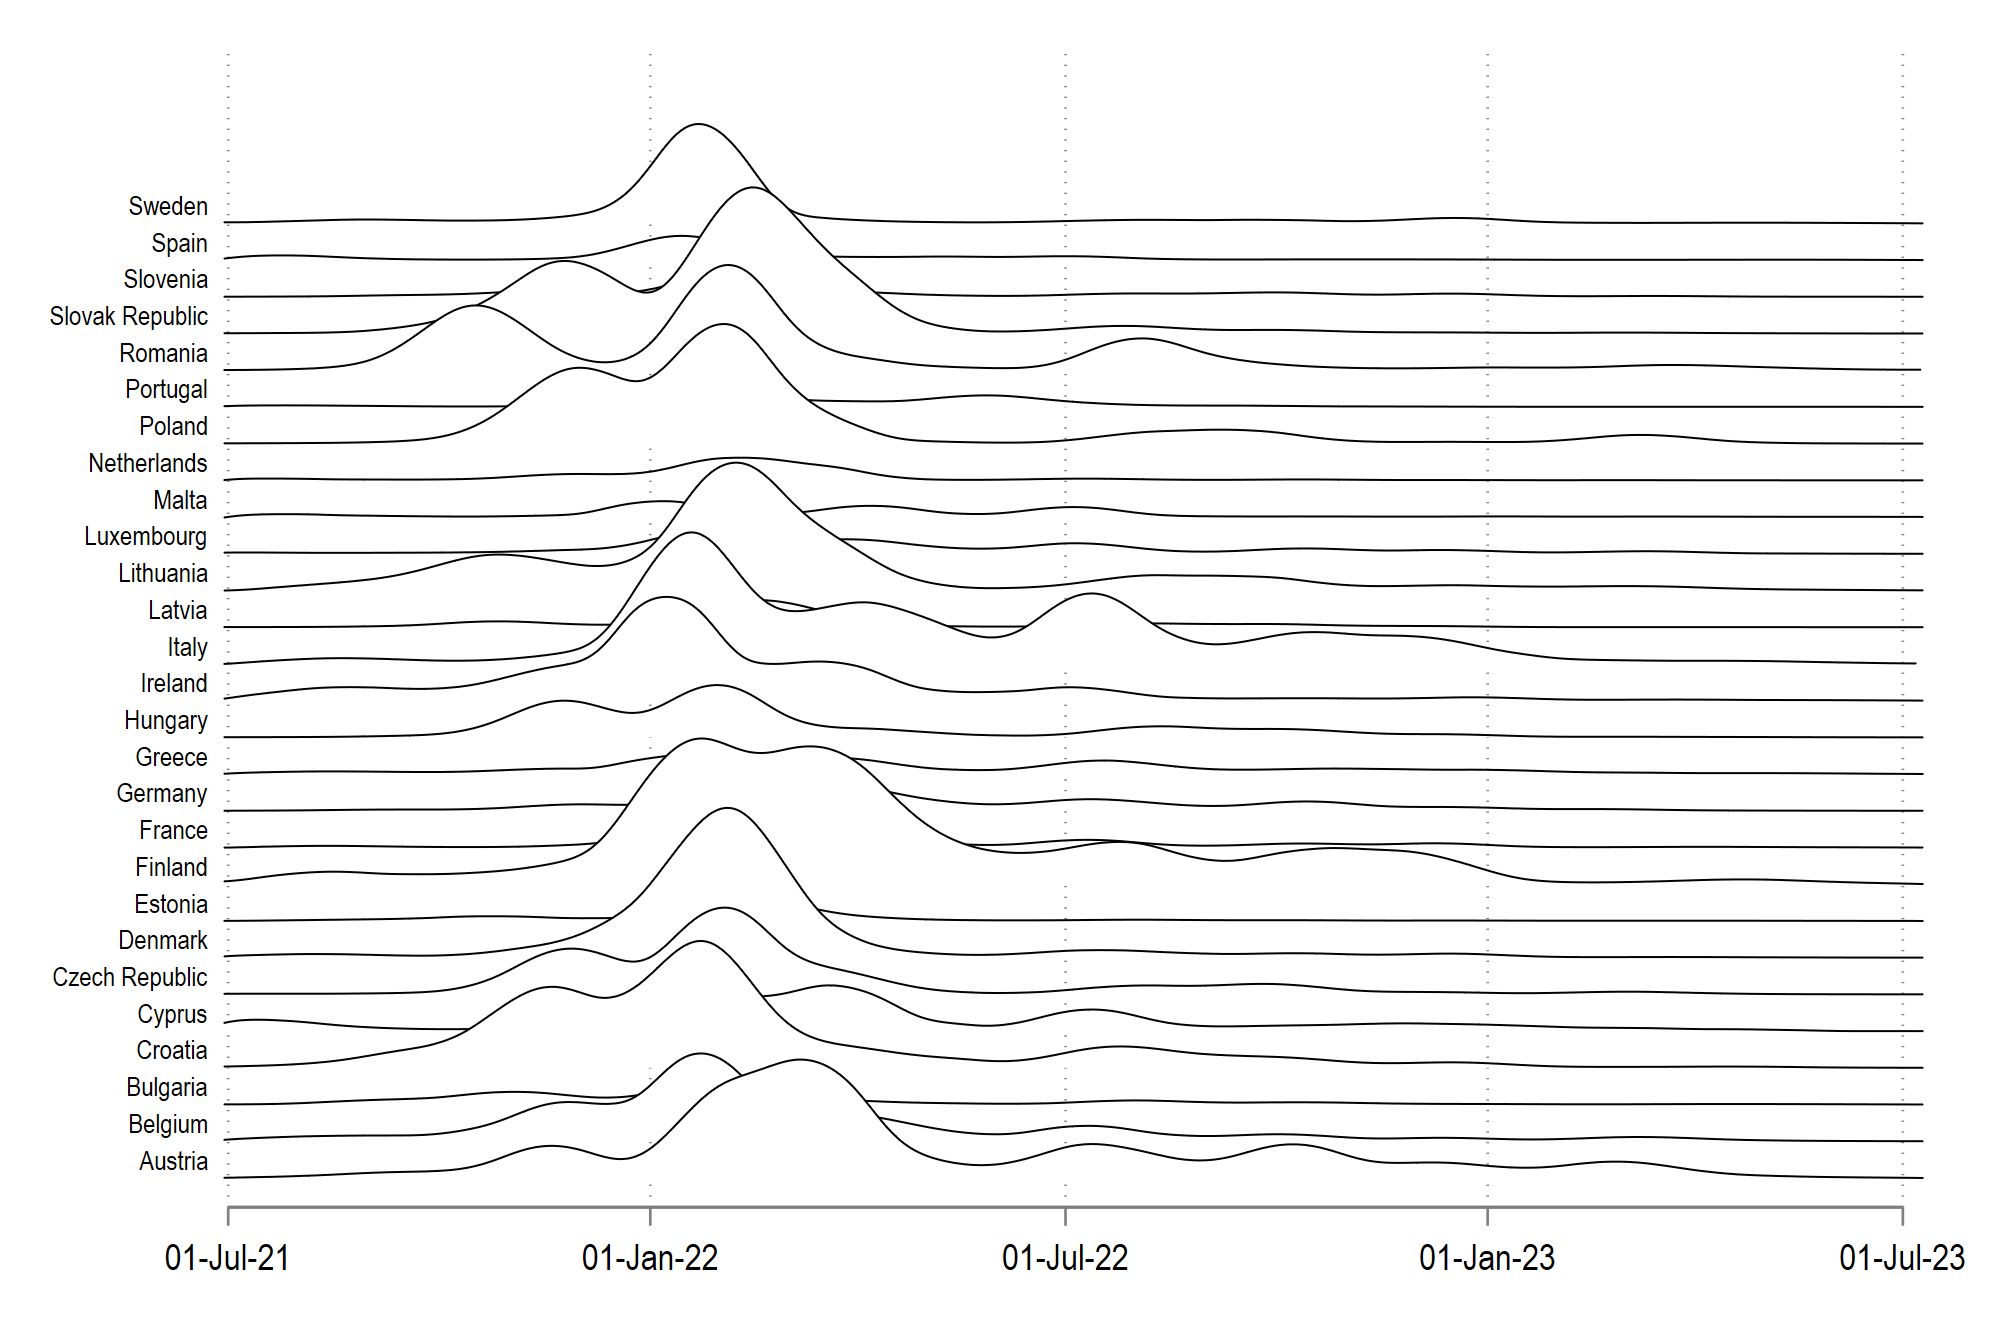 Sweden
Spain
Slovenia
Slovak Republic
Romania
Portugal
Poland
Netherlands
Malta
Luxembourg
Lithuania
Latvia
Italy
Ireland
Hungary
Greece
Germany
France
Finland
Estonia
Denmark
Czech Republic
Cyprus
Croatia
Bulgaria
Belgium
Austria
01-Jul-21 01-Jan-22 01-Jul-22 01-Jan-23 01-Jul-23